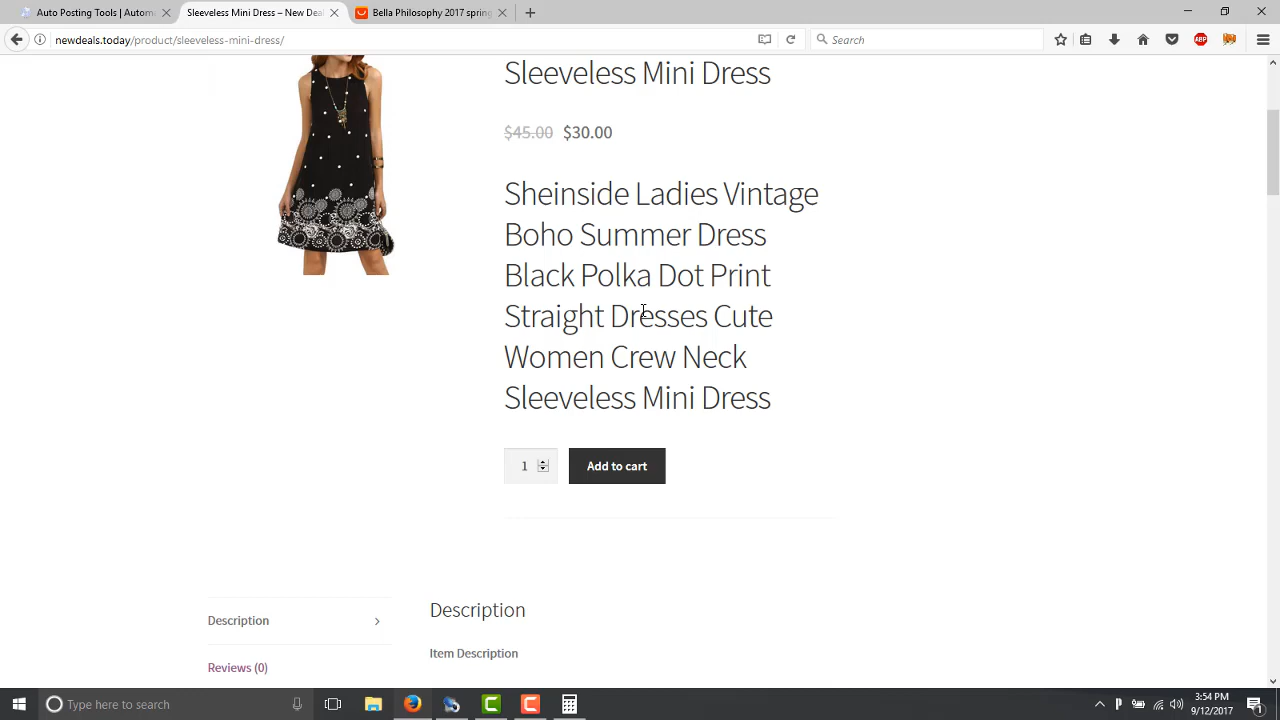 Auto Posting Tools | Autom
Sleeveless Mini Dress – New Deal
Bella Philosophy 2017 spring
newdeals.today/product/sleeveless-mini-dress/
Search
ABP
Sleeveless Mini Dress
$45.00 $30.00
Sheinside Ladies Vintage
Boho Summer Dress
Black Polka Dot Print
Straight Dresses Cute
Women Crew Neck
Sleeveless Mini Dress
1
Add to cart
Description
Description
Item Description
Reviews (0)
Type here to search
3:54 PM
9/12/2017
1